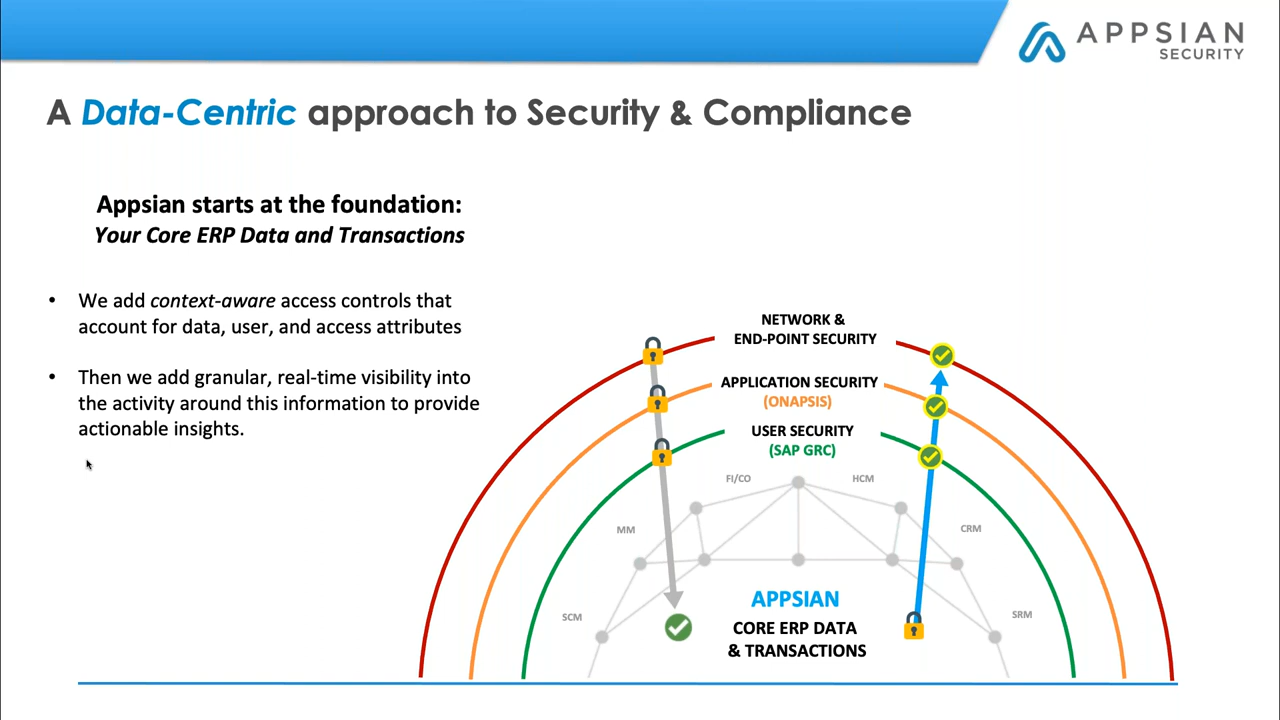 APPSIAN
SECURITY
A Data-Centric approach to Security & Compliance
Appsian starts at the foundation:
Your Core ERP Data and Transactions
• We add context-aware access controls that
account for data, user, and access attributes
• Then we add granular, real-time visibility into
the activity around this information to provide
actionable insights.
NETWORK &
END-POINT SECURITY
APPLICATION SECURITY
(ONAPSIS)
USER SECURITY
(SAP GRC)
FI/CO
HCM
MM
CRM
SCM
SRM
APPSIAN
CORE ERP DATA
& TRANSACTIONS